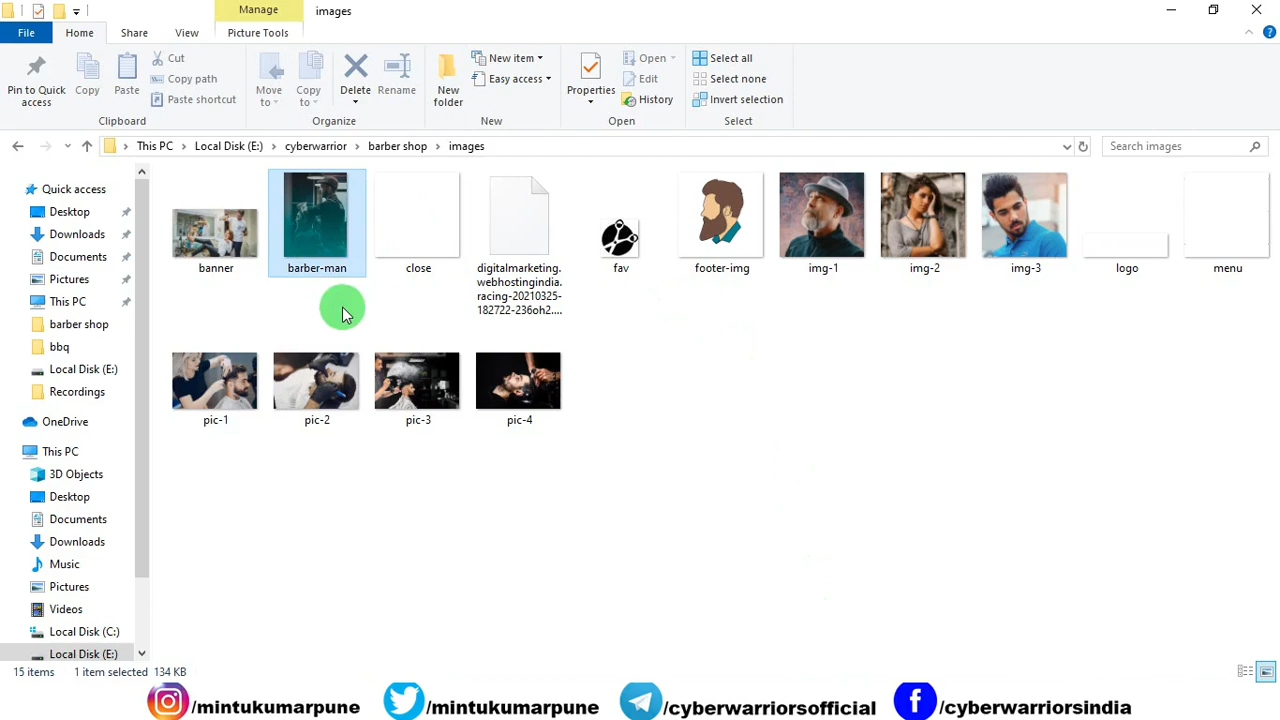 Manage
images
File
Home
Share
View
Picture Tools
Pin to Quick access
Copy
Paste
Cut
Copy path
Paste shortcut
Clipboard
Move to
Copy to
Delete
Rename
Organize
New folder
New item
Easy access
New
Properties
Open
Edit
History
Open
Select all
Select none
Invert selection
Select
This PC > Local Disk (E:) > cyberwarrior > barber shop > images
Search images
Quick access
Desktop
Downloads
Documents
Pictures
This PC
barber shop
bbq
Local Disk (E:)
Recordings
OneDrive
This PC
3D Objects
Desktop
Documents
Downloads
Music
Pictures
Videos
Local Disk (C:)
Local Disk (E:)
banner
barber-man
close
digitalmarketing.
webhostingindia.
racing-20210325-
182722-236oh2....
fav
footer-img
img-1
img-2
img-3
logo
menu
pic-1
pic-2
pic-3
pic-4
15 items
1 item selected
134 KB
/mintukumarpune
/mintukumarpune
/cyberwarriorsofficial
/cyberwarriorsindia